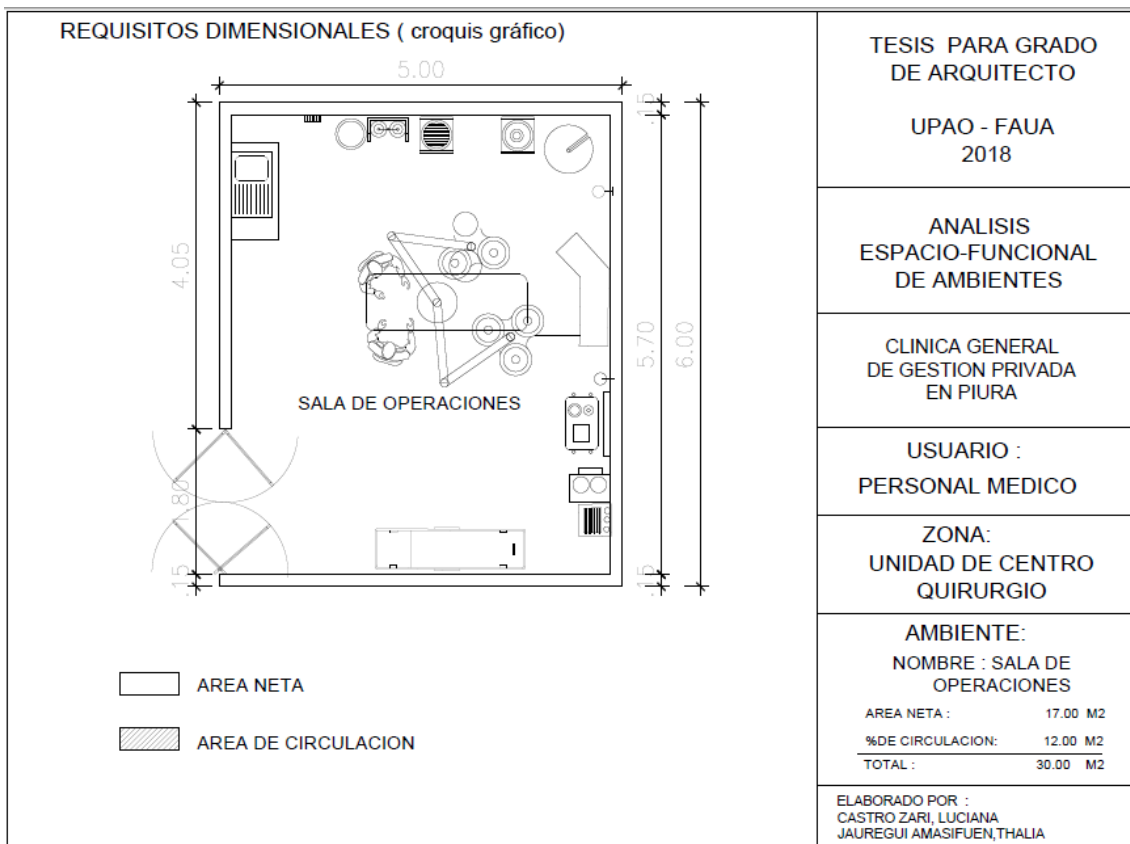 REQUISITOS DIMENSIONALES ( croquis gráfico)
5.00
.15
4.05
5.70
6.00
SALA DE OPERACIONES
1.80
.15
.15
AREA NETA
AREA DE CIRCULACION
TESIS PARA GRADO
DE ARQUITECTO
UPAO - FAUA
2018
ANALISIS
ESPACIO-FUNCIONAL
DE AMBIENTES
CLINICA GENERAL
DE GESTION PRIVADA
EN PIURA
USUARIO :
PERSONAL MEDICO
ZONA:
UNIDAD DE CENTRO
QUIRURGIO
AMBIENTE:
NOMBRE : SALA DE
OPERACIONES
AREA NETA : 17.00 M2
%DE CIRCULACION: 12.00 M2
TOTAL : 30.00 M2
ELABORADO POR :
CASTRO ZARI, LUCIANA
JAUREGUI AMASIFUEN,THALIA